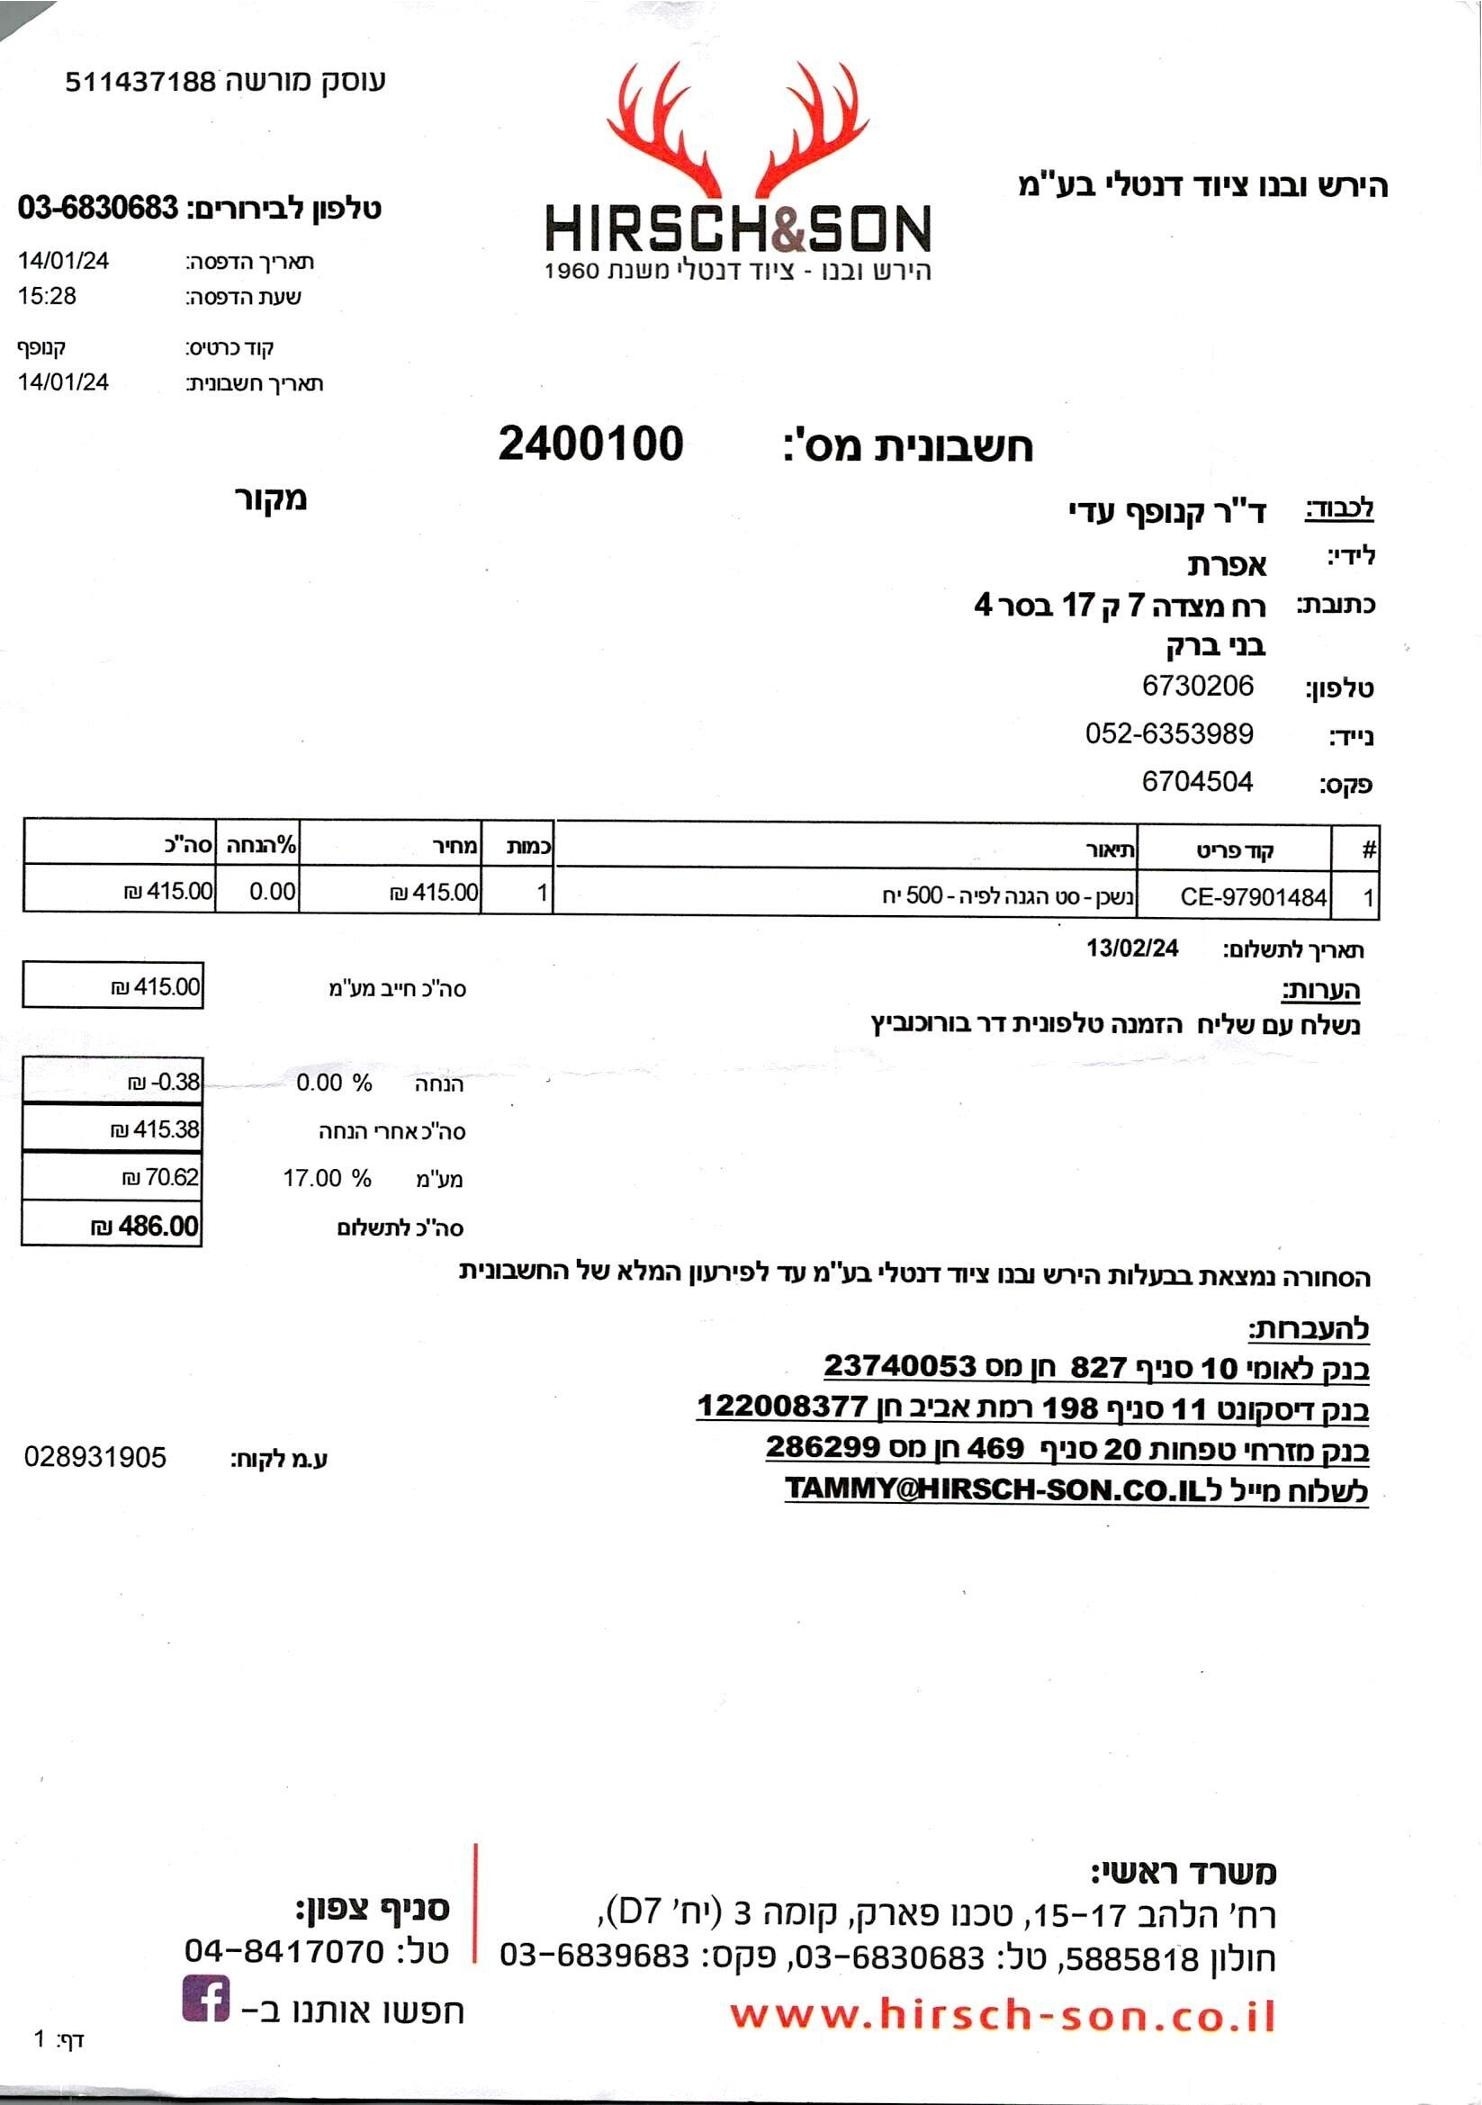 עוסק מורשה 511437188
הירש ובנו ציוד דנטלי בע"מ
HIRSCH&SON
הירש ובנו - ציוד דנטלי משנת 1960
טלפון לבירורים: 03-6830683
תאריך הדפסה: 14/01/24
שעת הדפסה: 15:28
קוד כרטיס: קנופף
תאריך חשבונית: 14/01/24
חשבונית מס': 2400100
מקור
לכבוד: ד"ר קנופף עדי
לידי: אפרת
כתובת: רח מצדה 7 ק 17 בסר 4
בני ברק
טלפון: 6730206
נייד: 052-6353989
פקס: 6704504
# קוד פריט תיאור כמות מחיר %הנחה סה"כ
1 CE-97901484 נשכן - סט הגנה לפיה - 500 יח 1 415.00 ₪ 0.00 415.00 ₪
תאריך לתשלום: 13/02/24
הערות:
נשלח עם שליח הזמנה טלפונית דר בורוכוביץ
סה"כ חייב מע"מ 415.00 ₪
הנחה 0.00 % -0.38 ₪
סה"כ אחרי הנחה 415.38 ₪
מע"מ 17.00 % 70.62 ₪
סה"כ לתשלום 486.00 ₪
הסחורה נמצאת בבעלות הירש ובנו ציוד דנטלי בע"מ עד לפירעון המלא של החשבונית
להעברות:
בנק לאומי 10 סניף 827 חן מס 23740053
בנק דיסקונט 11 סניף 198 רמת אביב חן 122008377
בנק מזרחי טפחות 20 סניף 469 חן מס 286299
לשלוח מייל לTAMMY@HIRSCH-SON.CO.IL
ע.מ לקוח: 028931905
משרד ראשי:
רח' הלהב 15-17, טכנו פארק, קומה 3 (יח' D7),
חולון 5885818, טל: 03-6830683, פקס: 03-6839683
www.hirsch-son.co.il
סניף צפון:
טל: 04-8417070
חפשו אותנו ב- f
דף: 1